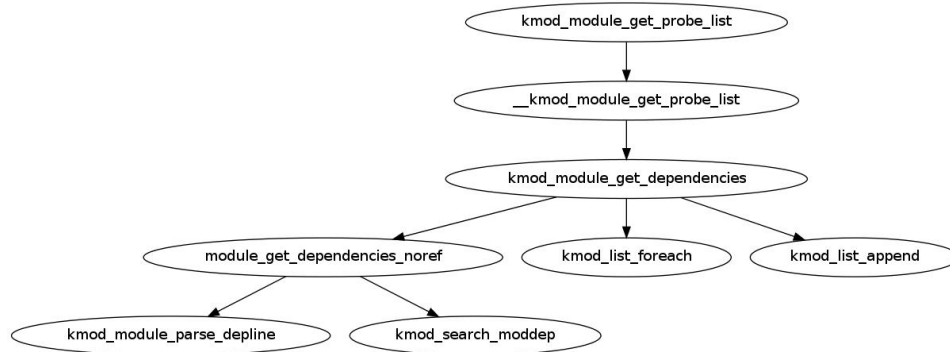 kmod_module_get_probe_list
__kmod_module_get_probe_list
kmod_module_get_dependencies
module_get_dependencies_noref
kmod_list_foreach
kmod_list_append
kmod_module_parse_depline
kmod_search_moddep